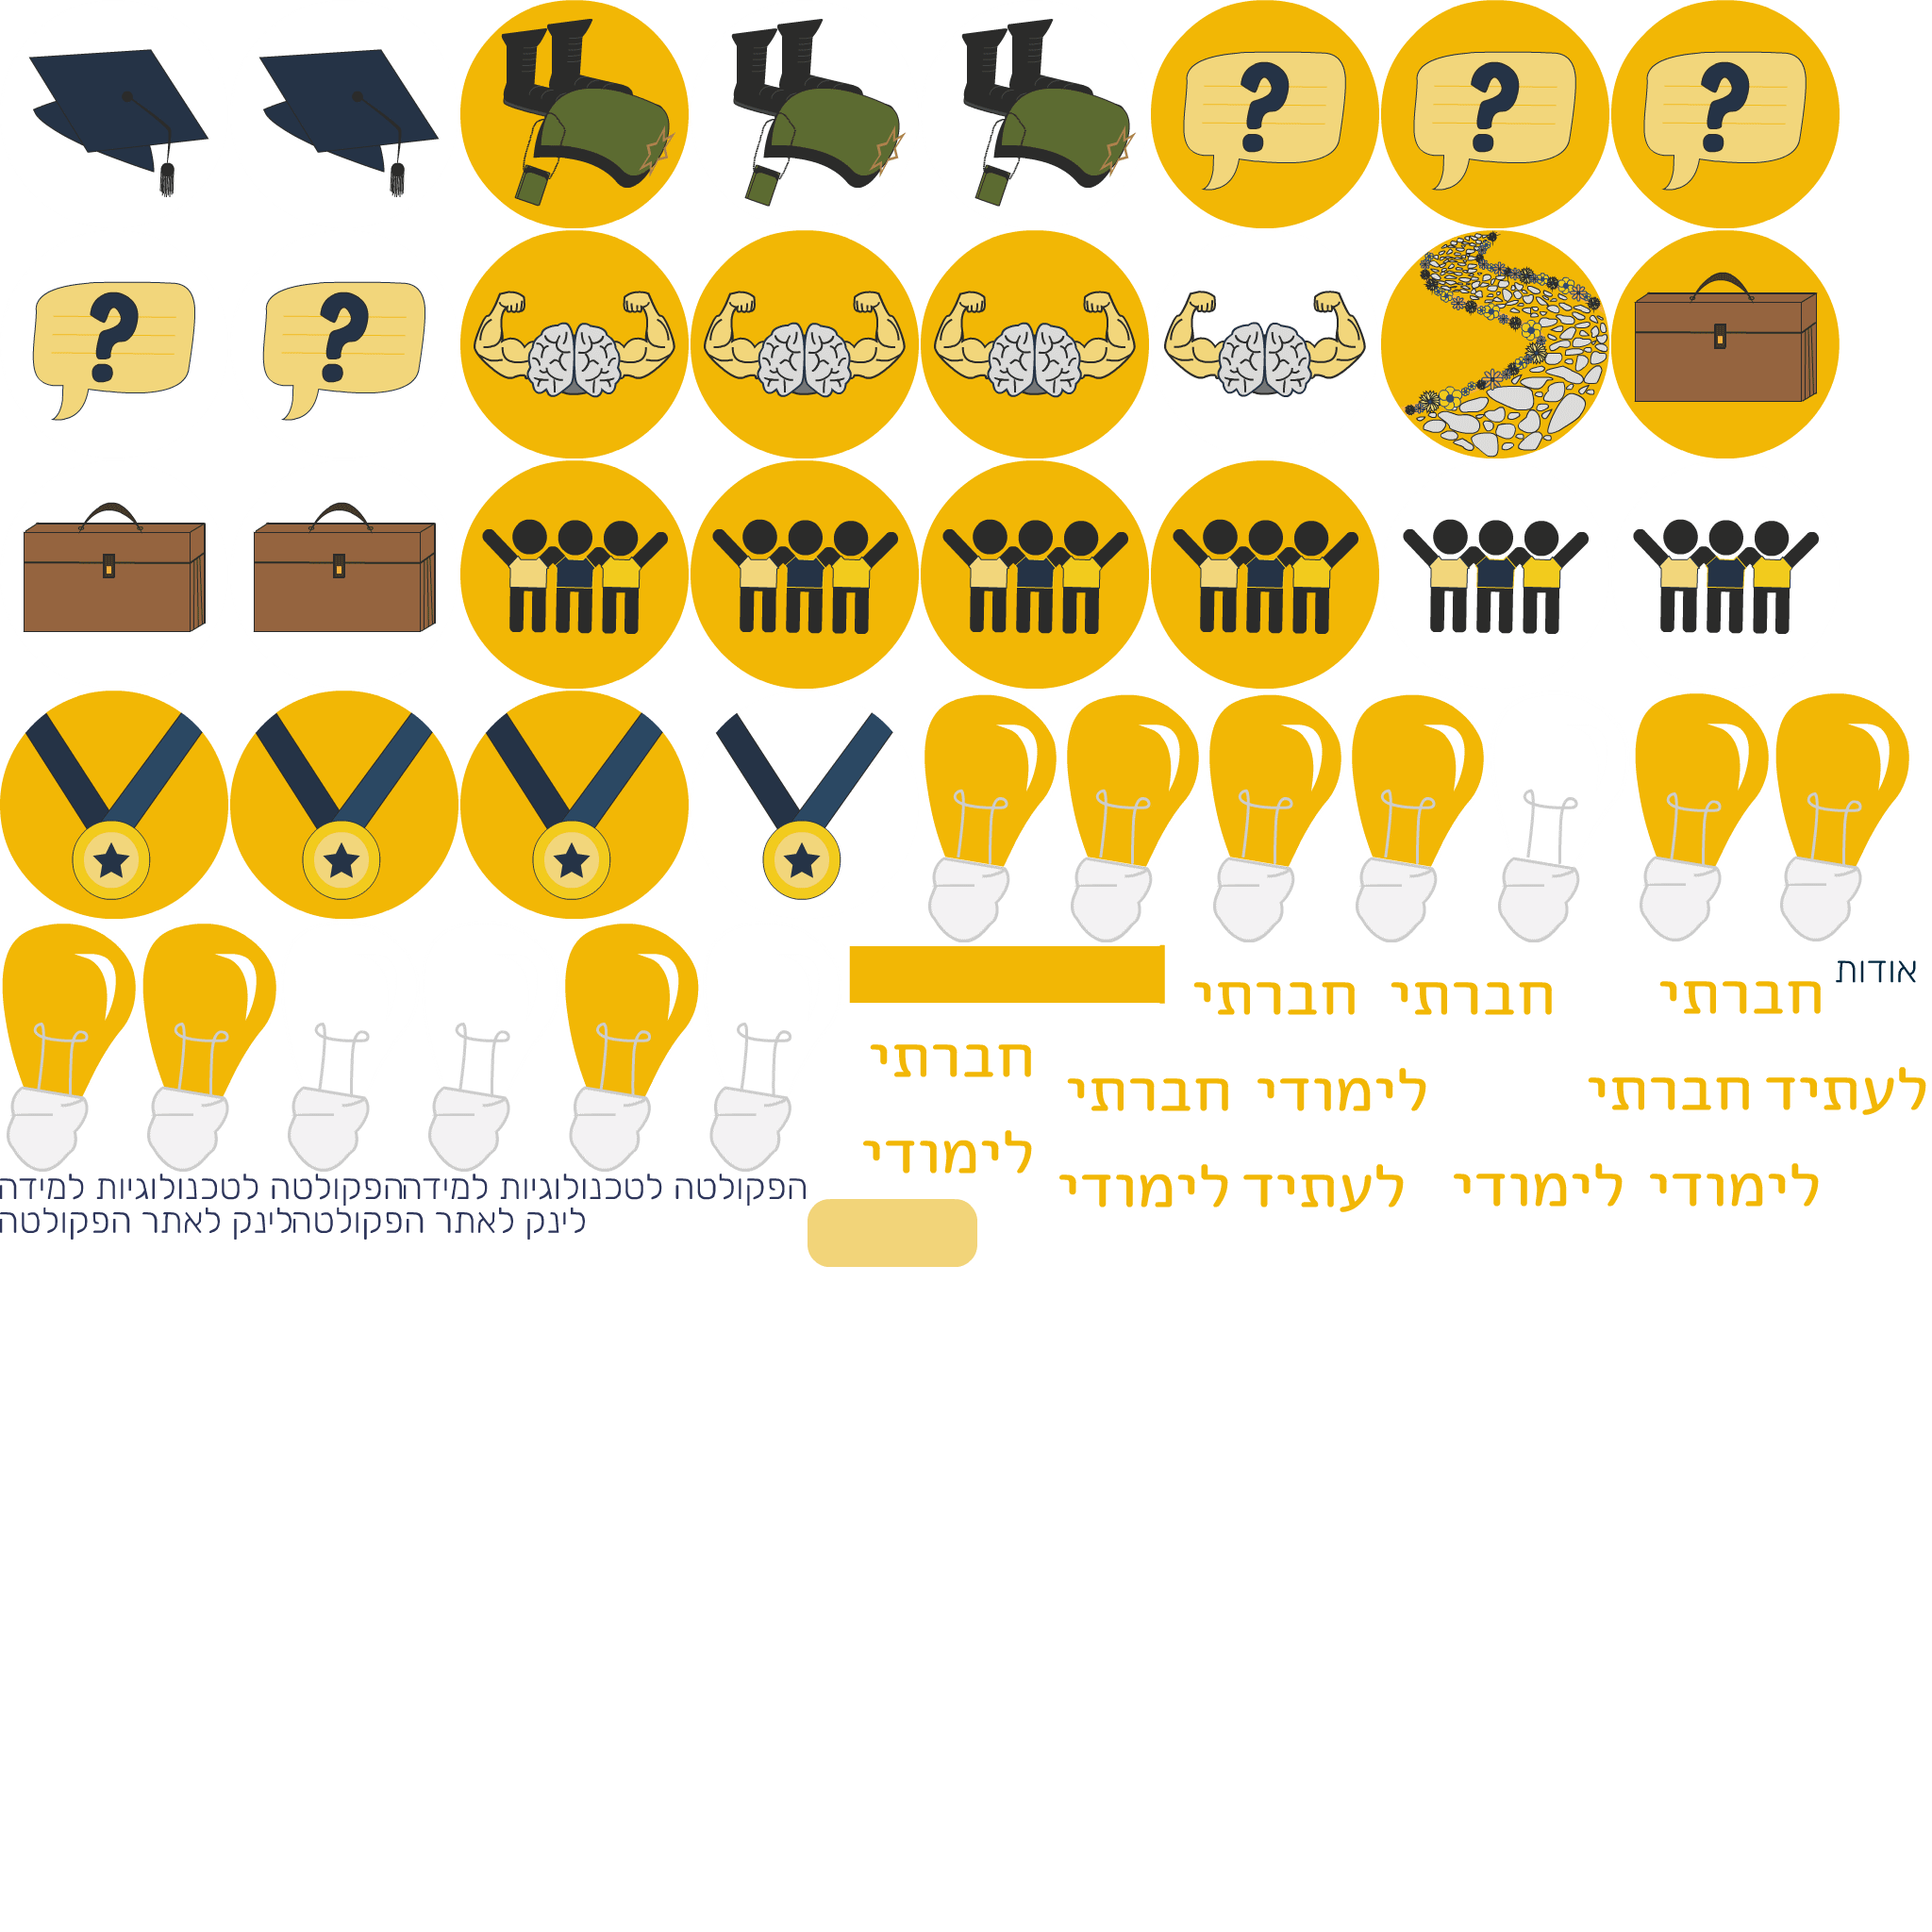 אודות
חברתי חברתי חברתי
חברתי
לימודי חברתי לעתיד חברתי
לימודי
לעתיד לימודי לימודי לימודי
הפקולטה לטכנולוגיות למידה הפקולטה לטכנולוגיות למידה
לינק לאתר הפקולטה לינק לאתר הפקולטה